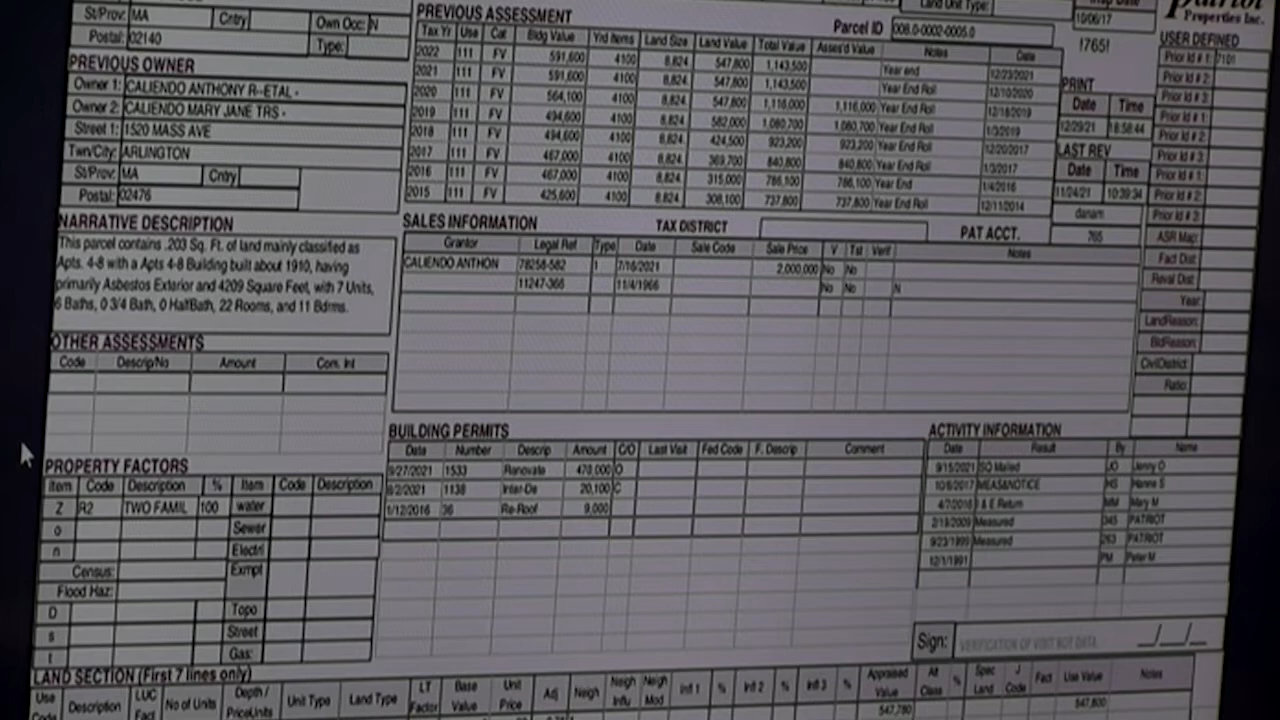 St/Prov: MA Cntry Own Occ: N
Postal: 02140 Type:
PREVIOUS OWNER
Owner 1: CALIENDO ANTHONY R--ETAL -
Owner 2: CALIENDO MARY JANE TRS -
Street 1: 1520 MASS AVE
Twn/City: ARLINGTON
St/Prov: MA Cntry
Postal: 02476
NARRATIVE DESCRIPTION
This parcel contains .203 Sq. Ft. of land mainly classified as
Apts. 4-8 with a Apts 4-8 Building built about 1910, having
primarily Asbestos Exterior and 4209 Square Feet, with 7 Units,
6 Baths, 0 3/4 Bath, 0 HalfBath, 22 Rooms, and 11 Bdrms.
OTHER ASSESSMENTS
Code Descrip/No Amount Com. Int
PROPERTY FACTORS
Item Code Description % Item Code Description
Z R2 TWO FAMIL 100 water
o Sewer
n Electri
Census: Exmpt
Flood Haz:
D Topo
s Street
t Gas:
PREVIOUS ASSESSMENT Parcel ID 008.0-0002-0005.0
Tax Yr Use Cat Bldg Value Yrd Items Land Size Land Value Total Value Asses'd Value Notes Date
2022 111 FV 591,600 4100 8,824 547,800 1,143,500 Year end 12/23/2021
2021 111 FV 591,600 4100 8,824 547,800 1,143,500 Year End Roll 12/10/2020
2020 111 FV 564,100 4100 8,824 547,800 1,116,000 1,116,000 Year End Roll 12/18/2019
2019 111 FV 494,600 4100 8,824 582,000 1,080,700 1,080,700 Year End Roll 1/3/2019
2018 111 FV 494,600 4100 8,824 424,500 923,200 923,200 Year End Roll 12/20/2017
2017 111 FV 467,000 4100 8,824 369,700 840,800 840,800 Year End Roll 1/3/2017
2016 111 FV 467,000 4100 8,824 315,000 786,100 786,100 Year End 1/4/2016
2015 111 FV 425,600 4100 8,824 308,100 737,800 737,800 Year End Roll 12/11/2014
SALES INFORMATION TAX DISTRICT PAT ACCT. 765
Grantor Legal Ref Type Date Sale Code Sale Price V Tst Verif Notes
CALIENDO ANTHON 78258-582 1 7/16/2021 2,000,000 No No
11247-366 11/4/1966 No No N
BUILDING PERMITS
Date Number Descrip Amount C/O Last Visit Fed Code F. Descrip Comment
9/27/2021 1533 Renovate 470,000 O
8/2/2021 1138 Inter-De 20,100 C
1/12/2016 36 Re-Roof 9,000
ACTIVITY INFORMATION
Date Result By Name
9/15/2021 SQ Mailed JO Jenny O
10/6/2017 MEAS&NOTICE HS Hanne S
4/7/2016 I & E Return MM Mary M
2/13/2009 Measured 345 PATRIOT
9/23/1999 Measured 263 PATRIOT
12/1/1991 PM Peter M
Sign: VERIFICATION OF VISIT NOT DATA
Land Unit Type:
10/06/17
!765!
PRINT
Date Time
12/29/21 18:58:44
LAST REV
Date Time
11/24/21 10:39:34
danam
Patriot
Properties Inc.
USER DEFINED
Prior Id # 1: 7101
Prior Id # 2:
Prior Id # 3:
Prior Id # 1:
Prior Id # 2:
Prior Id # 3:
Prior Id # 1:
Prior Id # 2:
Prior Id # 3:
ASR Map:
Fact Dist:
Reval Dist:
Year:
LandReason:
BldReason:
CivilDistrict:
Ratio:
LAND SECTION (First 7 lines only)
Use Code Description LUC Fact No of Units Depth / PriceUnits Unit Type Land Type LT Factor Base Value Unit Price Adj Neigh Neigh Influ Neigh Mod Infl 1 % Infl 2 % Infl 3 % Appraised Value Alt Class % Spec Land J Code Fact Use Value Notes
547,780 547,800